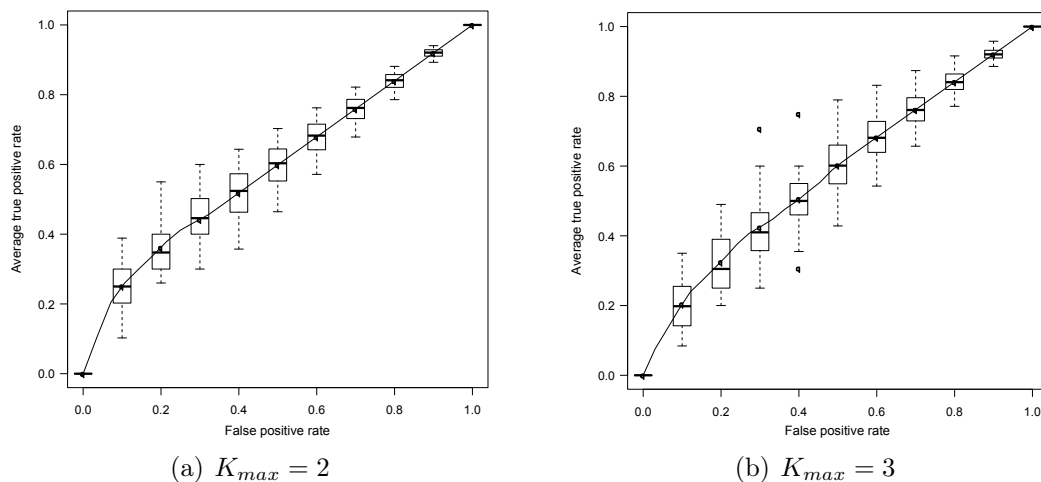 1.0
0.8
0.6
0.4
0.2
0.0
Average true positive rate
0.0 0.2 0.4 0.6 0.8 1.0
False positive rate
(a) K_{max} = 2
1.0
0.8
0.6
0.4
0.2
0.0
Average true positive rate
0.0 0.2 0.4 0.6 0.8 1.0
False positive rate
(b) K_{max} = 3